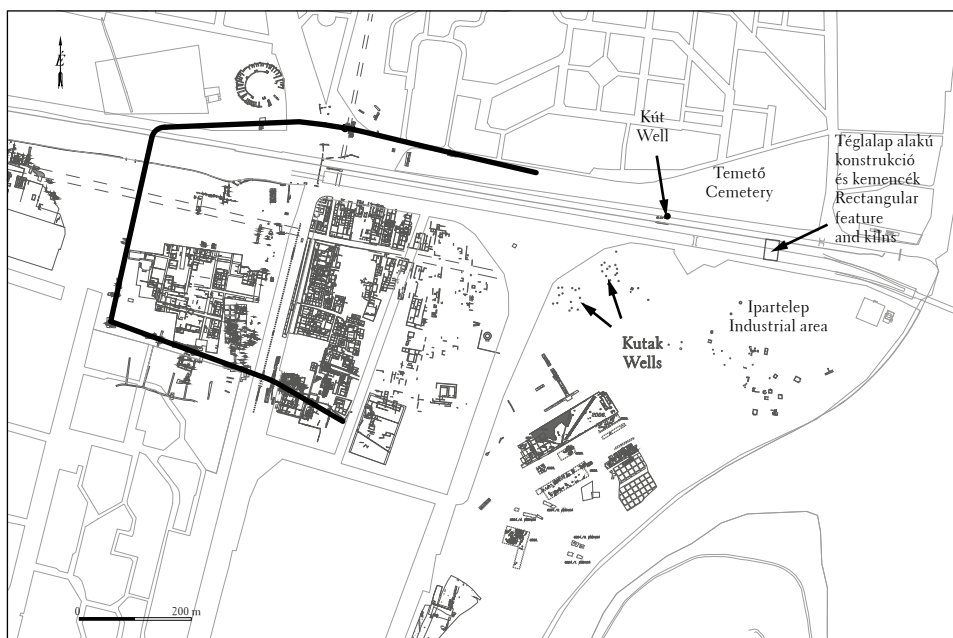 É
Kút
Well
Temető
Cemetery
Téglalap alakú
konstrukció
és kemencék
Rectangular
feature
and kilns
Ipartelep
Industrial area
Kutak
Wells
0
200 m